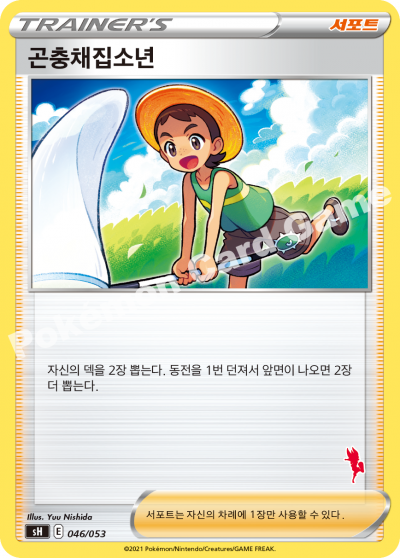 TRAINER'S
서포트
곤충채집소년
Pokémon Card Game
자신의 덱을 2장 뽑는다. 동전을 1번 던져서 앞면이 나오면 2장
더 뽑는다.
Illus. Yuu Nishida
sH E 046/053
서포트는 자신의 차례에 1장만 사용할 수 있다.
©2021 Pokémon/Nintendo/Creatures/GAME FREAK.